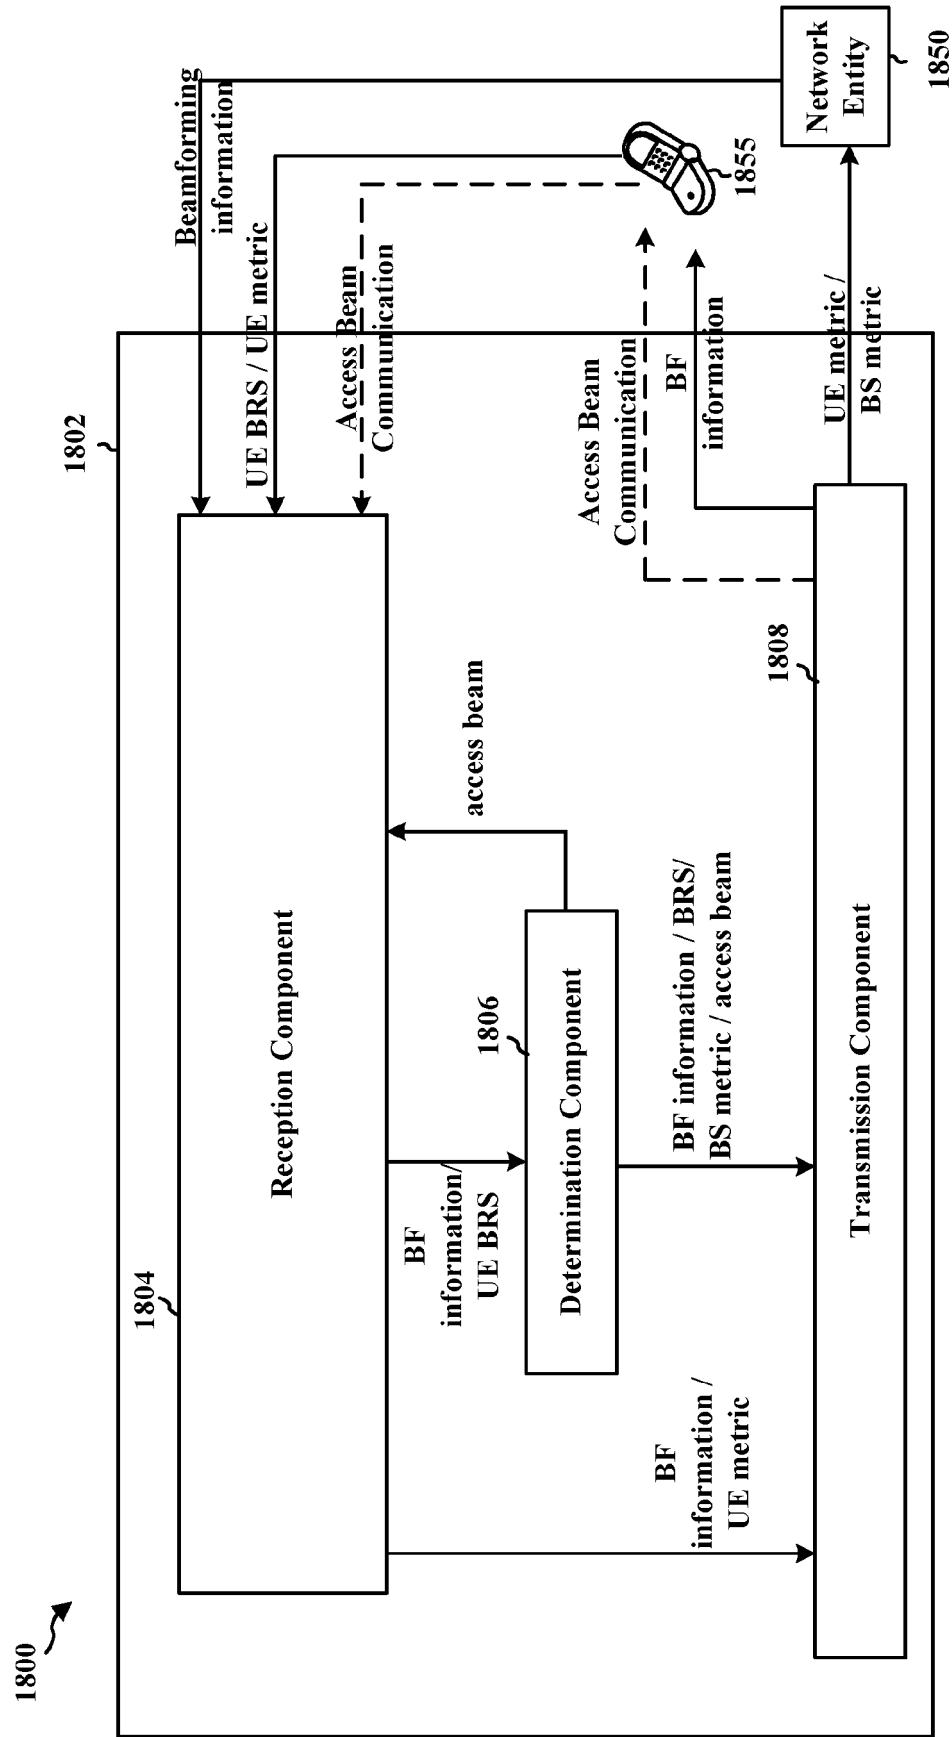 1800
1802
1804
Reception Component
Beamforming
information
UE BRS / UE metric
Access Beam
Communication
BF
information/
UE BRS
1806
Determination Component
access beam
BF
information /
UE metric
BF information / BRS/
BS metric / access beam
1808
Transmission Component
Access Beam
Communication
BF
information
UE metric /
BS metric
1855
Network
Entity
1850